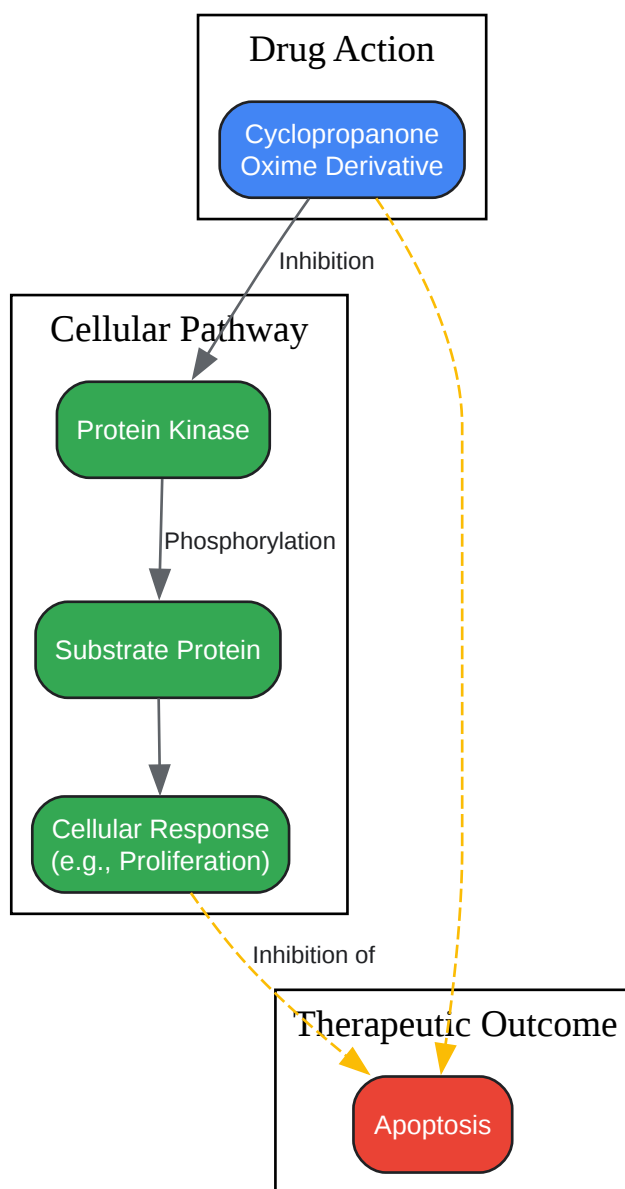 Drug Action
Cyclopropanone
Oxime Derivative
Inhibition
Cellular Pathway
Protein Kinase
Phosphorylation
Substrate Protein
Cellular Response
(e.g., Proliferation)
Inhibition of
Therapeutic Outcome
Apoptosis